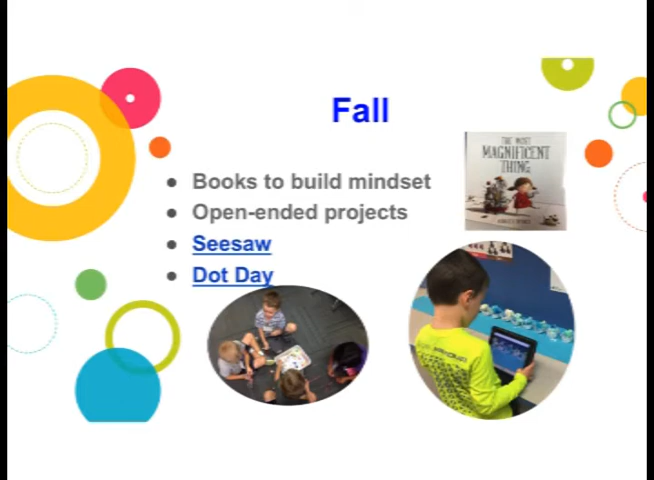 Fall
Books to build mindset
Open-ended projects
Seesaw
Dot Day
THE MOST
MAGNIFICENT
THING